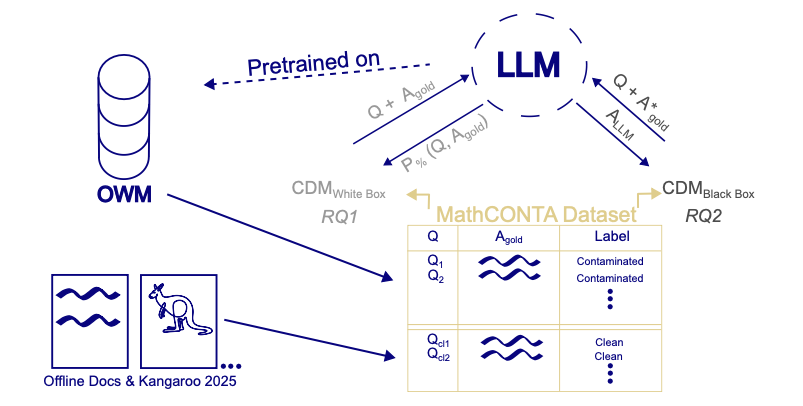 Pretrained on
LLM
Q + Agold
P%(Q, Agold)
Q + A*gold
ALLM
OWM
CDMWhite Box
RQ1
CDMBlack Box
RQ2
MathCONTA Dataset
Q Agold Label
Q1 Contaminated
Q2 Contaminated
Qcl1 Clean
Qcl2 Clean
Offline Docs & Kangaroo 2025